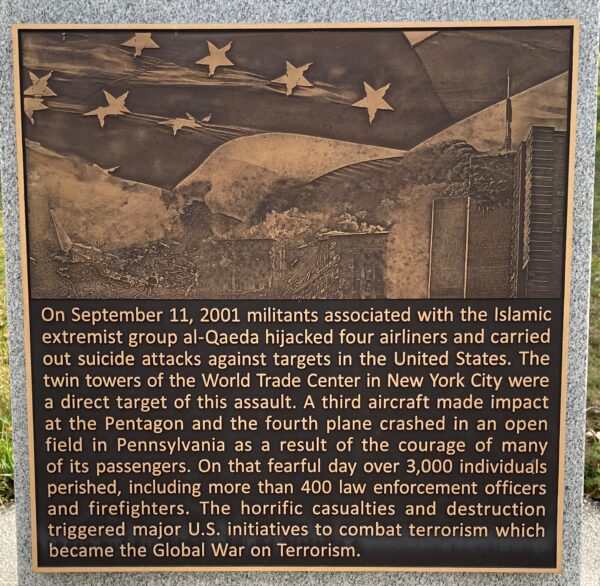 On September 11, 2001 militants associated with the Islamic
extremist group al-Qaeda hijacked four airliners and carried
out suicide attacks against targets in the United States. The
twin towers of the World Trade Center in New York City were
a direct target of this assault. A third aircraft made impact
at the Pentagon and the fourth plane crashed in an open
field in Pennsylvania as a result of the courage of many
of its passengers. On that fearful day over 3,000 individuals
perished, including more than 400 law enforcement officers
and firefighters. The horrific casualties and destruction
triggered major U.S. initiatives to combat terrorism which
became the Global War on Terrorism.